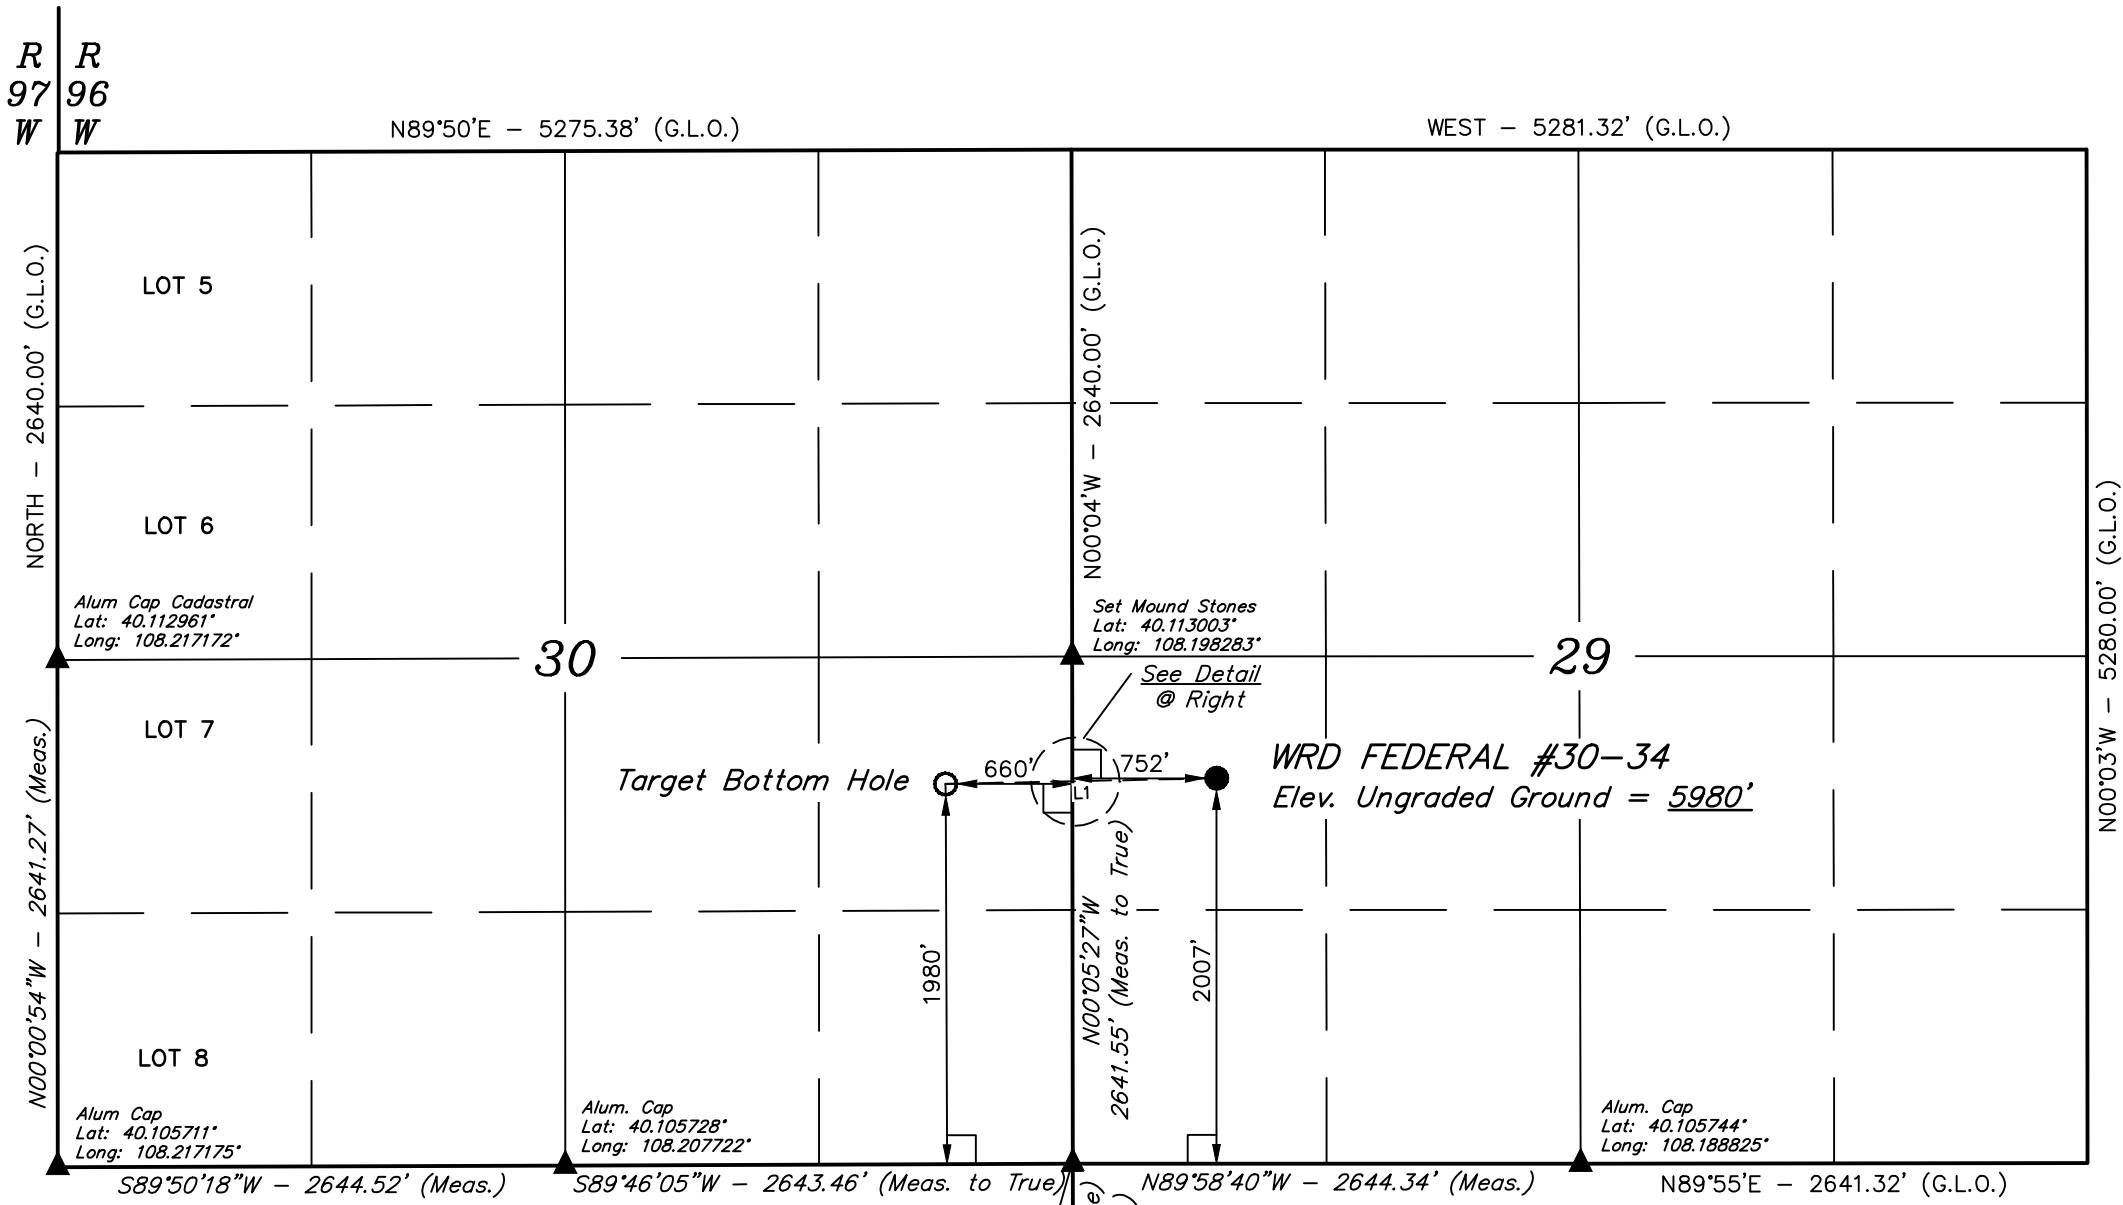 R R
97 96
W W
N89°50'E - 5275.38' (G.L.O.)
WEST - 5281.32' (G.L.O.)
NORTH - 2640.00' (G.L.O.)
N00°04'W - 2640.00' (G.L.O.)
N00°03'W - 5280.00' (G.L.O.)
LOT 5
LOT 6
Alum Cap Cadastral
Lat: 40.112961°
Long: 108.217172°
Set Mound Stones
Lat: 40.113003°
Long: 108.198283°
30
29
See Detail
@ Right
LOT 7
N00°00'54"W - 2641.27' (Meas.)
Target Bottom Hole
660'
752'
L1
WRD FEDERAL #30-34
Elev. Ungraded Ground = 5980'
1980'
N00°05'27"W
2641.55' (Meas. to True)
2007'
LOT 8
Alum Cap
Lat: 40.105711°
Long: 108.217175°
Alum. Cap
Lat: 40.105728°
Long: 108.207722°
Alum. Cap
Lat: 40.105744°
Long: 108.188825°
S89°50'18"W - 2644.52' (Meas.)
S89°46'05"W - 2643.46' (Meas. to True)
N89°58'40"W - 2644.34' (Meas.)
N89°55'E - 2641.32' (G.L.O.)